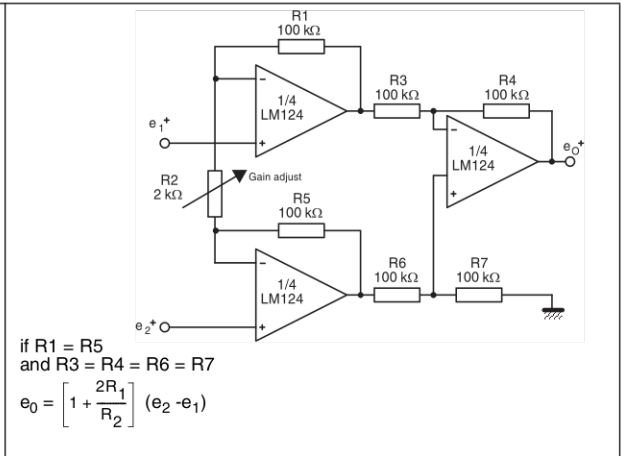 R1
100 kΩ
1/4
LM124
e1+
R3
100 kΩ
R4
100 kΩ
1/4
LM124
eO+
R2
2 kΩ
Gain adjust
R5
100 kΩ
1/4
LM124
e2+
R6
100 kΩ
R7
100 kΩ
if R1 = R5
and R3 = R4 = R6 = R7
e0 = [1 + 2R1/R2] (e2 -e1)